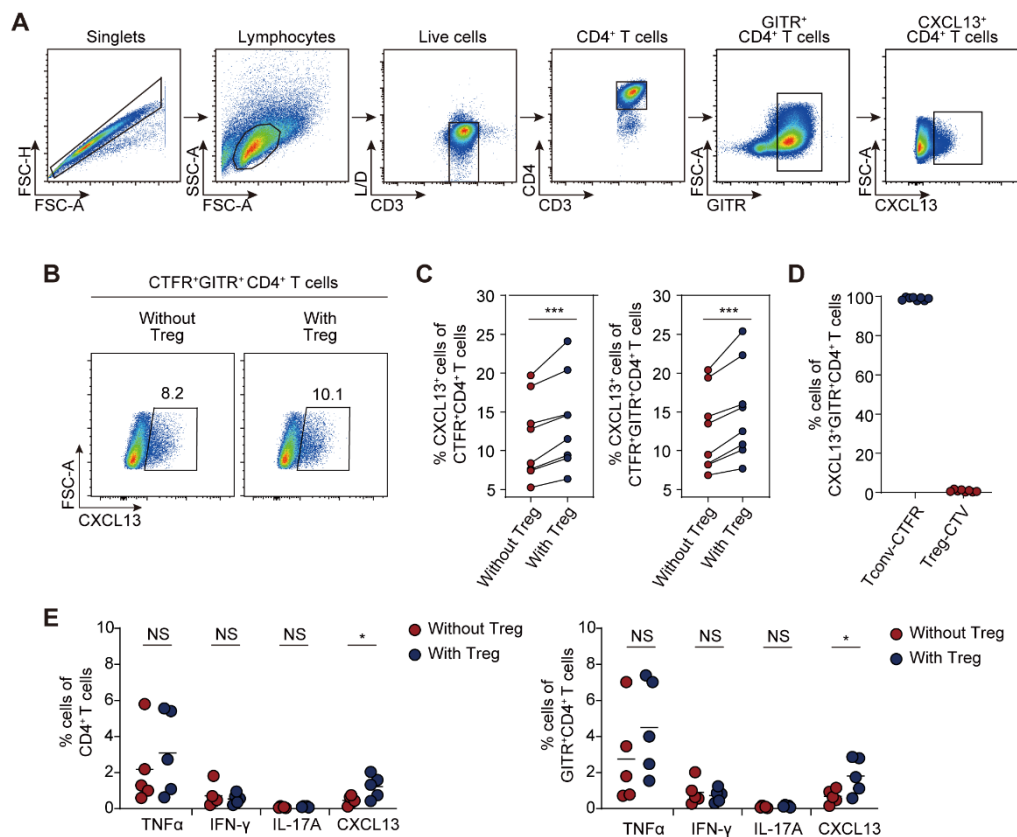 A
Singlets
Lymphocytes
Live cells
CD4⁺ T cells
GITR⁺
CD4⁺ T cells
CXCL13⁺
CD4⁺ T cells
FSC-H
FSC-A
SSC-A
FSC-A
L/D
CD3
CD4
CD3
FSC-A
GITR
FSC-A
CXCL13
B
CTFR⁺GITR⁺ CD4⁺ T cells
Without
Treg
With
Treg
8.2
10.1
FSC-A
CXCL13
C
% CXCL13⁺ cells of
CTFR⁺CD4⁺ T cells
30
25
20
15
10
5
***
Without Treg
With Treg
% CXCL13⁺ cells of
CTFR⁺GITR⁺CD4⁺ T cells
30
25
20
15
10
5
***
Without Treg
With Treg
D
% cells of
CXCL13⁺GITR⁺CD4⁺ T cells
100
80
60
40
20
0
Tconv-CTFR
Treg-CTV
E
% cells of
CD4⁺ T cells
10
8
6
4
2
0
NS
NS
NS
*
Without Treg
With Treg
TNFα
IFN-γ
IL-17A
CXCL13
% cells of
GITR⁺CD4⁺ T cells
10
8
6
4
2
0
NS
NS
NS
*
Without Treg
With Treg
TNFα
IFN-γ
IL-17A
CXCL13